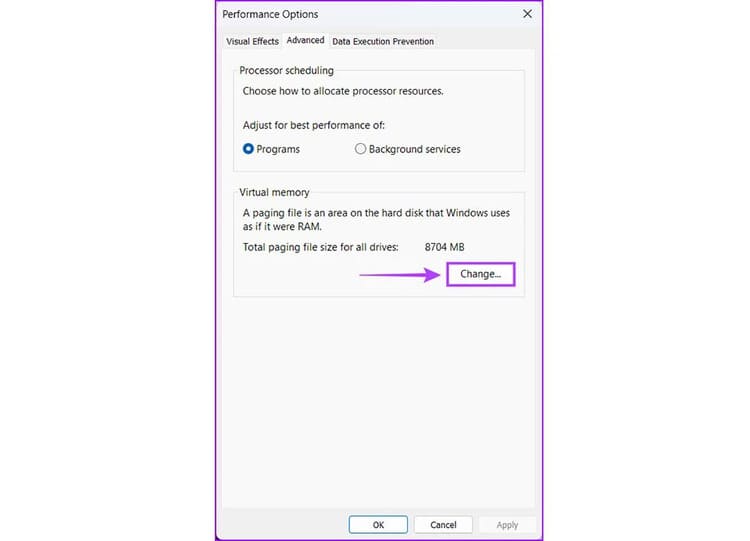 Performance Options
Visual Effects Advanced Data Execution Prevention
Processor scheduling
Choose how to allocate processor resources.
Adjust for best performance of:
Programs Background services
Virtual memory
A paging file is an area on the hard disk that Windows uses
as if it were RAM.
Total paging file size for all drives: 8704 MB
Change...
OK Cancel Apply